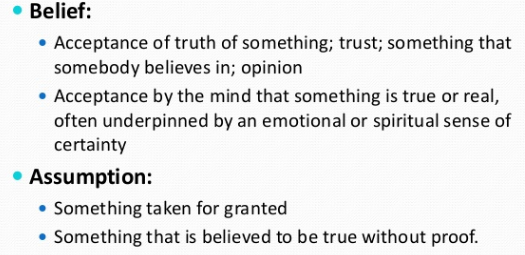 • Belief:
• Acceptance of truth of something; trust; something that
somebody believes in; opinion
• Acceptance by the mind that something is true or real,
often underpinned by an emotional or spiritual sense of
certainty
• Assumption:
• Something taken for granted
• Something that is believed to be true without proof.